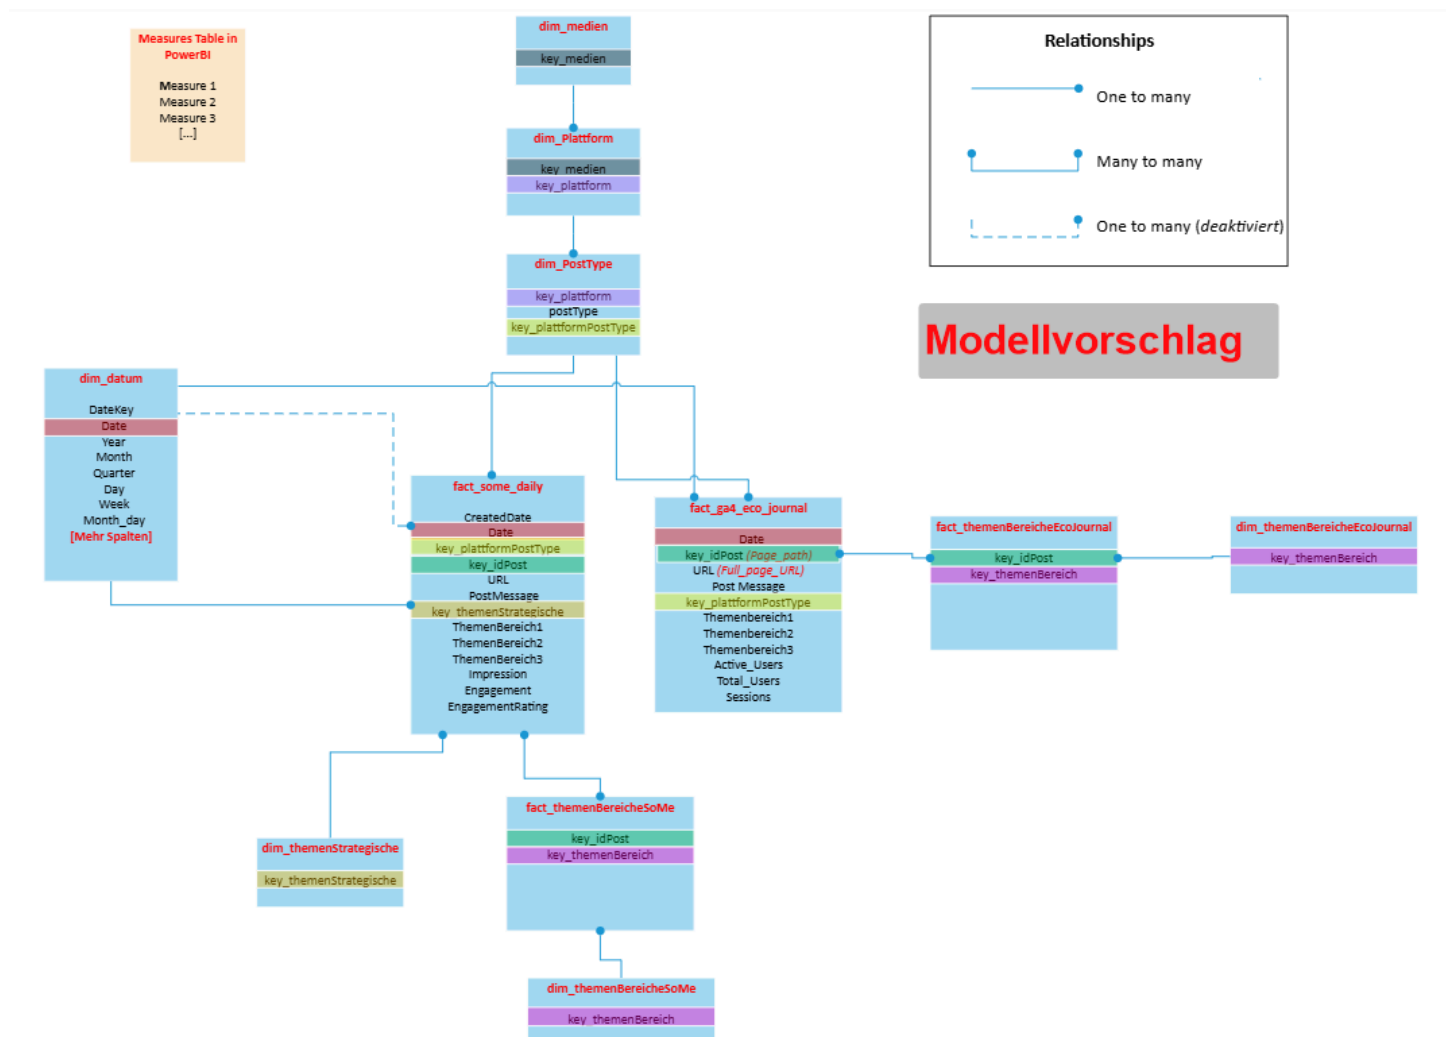 Measures Table in
PowerBI
Measure 1
Measure 2
Measure 3
[...]
dim_medien
key_medien
dim_Plattform
key_medien
key_plattform
dim_PostType
key_plattform
postType
key_plattformPostType
Relationships
One to many
Many to many
One to many (deaktiviert)
Modellvorschlag
dim_datum
DateKey
Date
Year
Month
Quarter
Day
Week
Month_day
[Mehr Spalten]
fact_some_daily
CreatedDate
Date
key_plattformPostType
key_idPost
URL
PostMessage
key_themenStrategische
ThemenBereich1
ThemenBereich2
ThemenBereich3
Impression
Engagement
EngagementRating
fact_ga4_eco_journal
Date
key_idPost (Page_path)
URL (Full_page_URL)
Post Message
key_plattformPostType
Themenbereich1
Themenbereich2
Themenbereich3
Active_Users
Total_Users
Sessions
fact_themenBereicheEcoJournal
key_idPost
key_themenBereich
dim_themenBereicheEcoJournal
key_themenBereich
dim_themenStrategische
key_themenStrategische
fact_themenBereicheSoMe
key_idPost
key_themenBereich
dim_themenBereicheSoMe
key_themenBereich